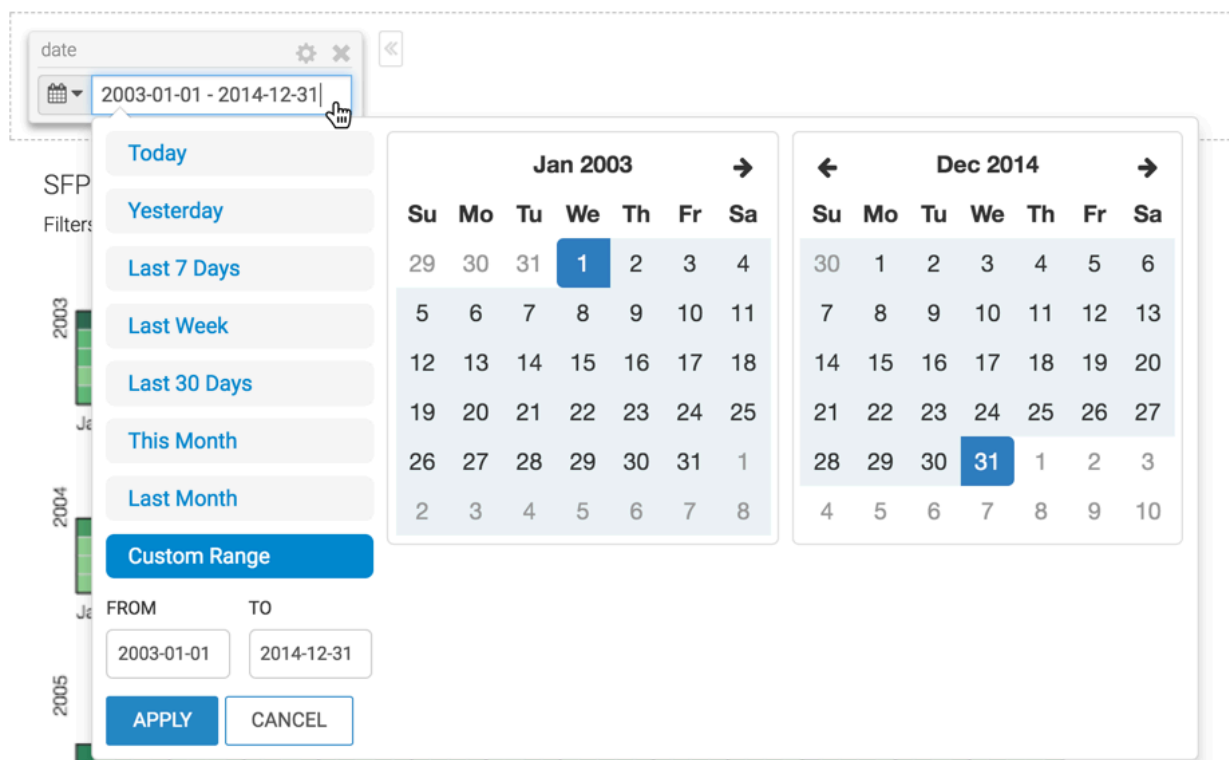 date
2003-01-01 - 2014-12-31
SFP
Filters
2003
2004
2005
Today
Yesterday
Last 7 Days
Last Week
Last 30 Days
This Month
Last Month
Custom Range
FROM TO
2003-01-01 2014-12-31
APPLY CANCEL
Jan 2003
Su Mo Tu We Th Fr Sa
29 30 31 1 2 3 4
5 6 7 8 9 10 11
12 13 14 15 16 17 18
19 20 21 22 23 24 25
26 27 28 29 30 31 1
2 3 4 5 6 7 8
Dec 2014
Su Mo Tu We Th Fr Sa
30 1 2 3 4 5 6
7 8 9 10 11 12 13
14 15 16 17 18 19 20
21 22 23 24 25 26 27
28 29 30 31 1 2 3
4 5 6 7 8 9 10